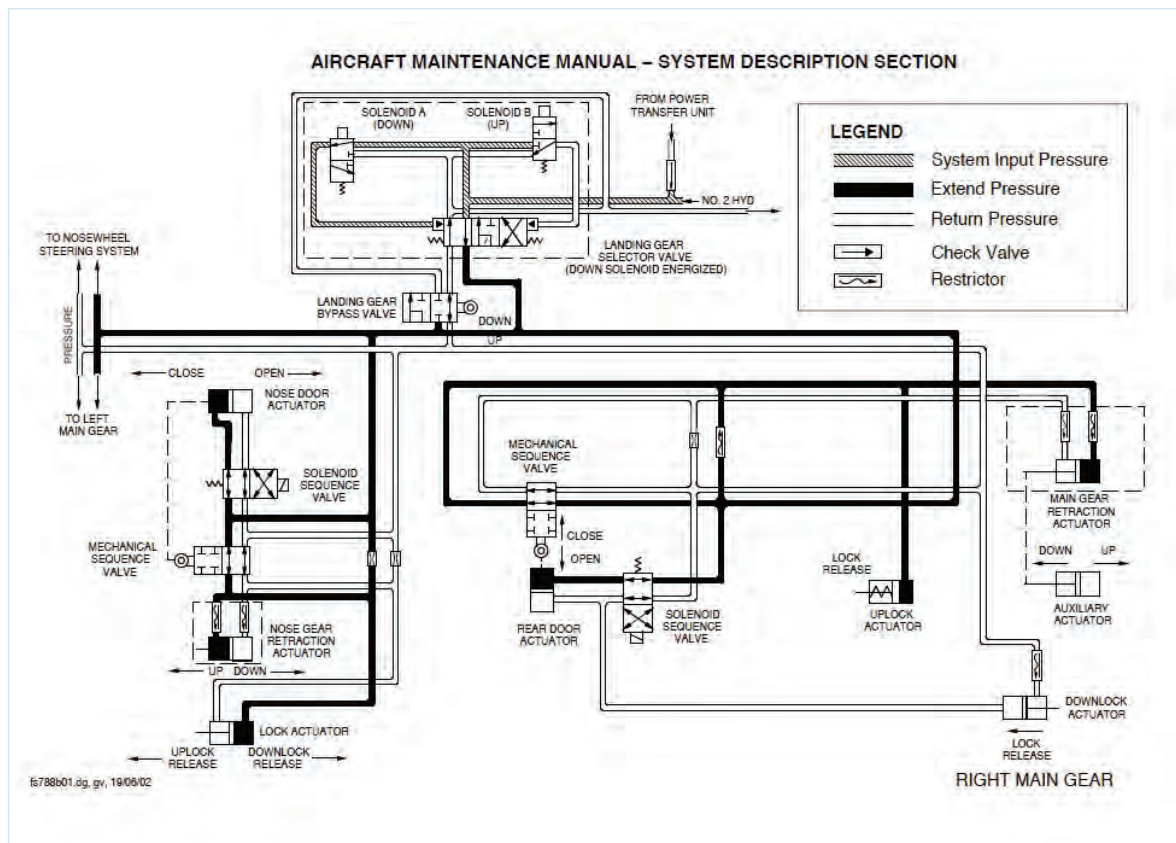 AIRCRAFT MAINTENANCE MANUAL – SYSTEM DESCRIPTION SECTION
SOLENOID A
(DOWN)
SOLENOID B
(UP)
FROM POWER
TRANSFER UNIT
LEGEND
System Input Pressure
Extend Pressure
Return Pressure
Check Valve
Restrictor
NO. 2 HYD
TO NOSEWHEEL
STEERING SYSTEM
LANDING GEAR
SELECTOR VALVE
(DOWN SOLENOID ENERGIZED)
LANDING GEAR
BYPASS VALVE
DOWN
UP
PRESSURE
CLOSE
OPEN
NOSE DOOR
ACTUATOR
TO LEFT
MAIN GEAR
SOLENOID
SEQUENCE
VALVE
MECHANICAL
SEQUENCE
VALVE
NOSE GEAR
RETRACTION
ACTUATOR
UP
DOWN
LOCK ACTUATOR
UPLOCK
RELEASE
DOWNLOCK
RELEASE
MECHANICAL
SEQUENCE
VALVE
CLOSE
OPEN
REAR DOOR
ACTUATOR
SOLENOID
SEQUENCE
VALVE
LOCK
RELEASE
UPLOCK
ACTUATOR
MAIN GEAR
RETRACTION
ACTUATOR
DOWN
UP
AUXILIARY
ACTUATOR
DOWNLOCK
ACTUATOR
LOCK
RELEASE
fs788b01.dg, gv, 19/06/02
RIGHT MAIN GEAR